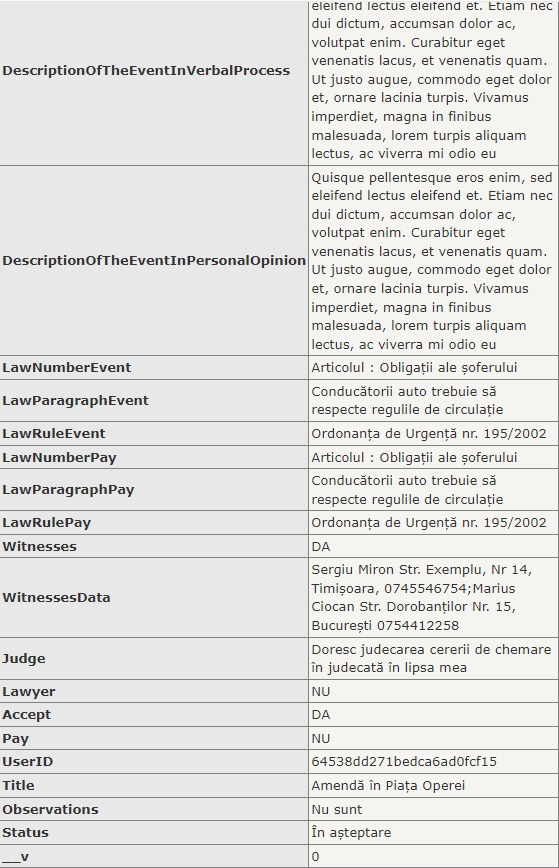 eleifend lectus eleifend et. Etiam nec
dui dictum, accumsan dolor ac,
volutpat enim. Curabitur eget
DescriptionOfTheEventInVerbalProcess
venenatis lacus, et venenatis quam.
Ut justo augue, commodo eget dolor
et, ornare lacinia turpis. Vivamus
imperdiet, magna in finibus
malesuada, lorem turpis aliquam
lectus, ac viverra mi odio eu
Quisque pellentesque eros enim, sed
eleifend lectus eleifend et. Etiam nec
dui dictum, accumsan dolor ac,
volutpat enim. Curabitur eget
DescriptionOfTheEventInPersonalOpinion
venenatis lacus, et venenatis quam.
Ut justo augue, commodo eget dolor
et, ornare lacinia turpis. Vivamus
imperdiet, magna in finibus
malesuada, lorem turpis aliquam
lectus, ac viverra mi odio eu
LawNumberEvent Articolul : Obligații ale șoferului
LawParagraphEvent Conducătorii auto trebuie să
respecte regulile de circulație
LawRuleEvent Ordonanța de Urgență nr. 195/2002
LawNumberPay Articolul : Obligații ale șoferului
LawParagraphPay Conducătorii auto trebuie să
respecte regulile de circulație
LawRulePay Ordonanța de Urgență nr. 195/2002
Witnesses DA
WitnessesData Sergiu Miron Str. Exemplu, Nr 14,
Timișoara, 0745546754;Marius
Ciocan Str. Dorobanților Nr. 15,
București 0754412258
Judge Doresc judecarea cererii de chemare
în judecată în lipsa mea
Lawyer NU
Accept DA
Pay NU
UserID 64538dd271bedca6ad0fcf15
Title Amendă în Piața Operei
Observations Nu sunt
Status În așteptare
__v 0